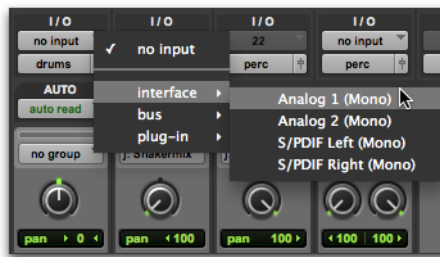 I / O I / O I / O I / O
no input ✓ no input 22 no input
drums perc perc
AUTO
auto read
interface
bus
plug-in
Analog 1 (Mono)
Analog 2 (Mono)
S/PDIF Left (Mono)
S/PDIF Right (Mono)
no group
pan 0 pan 100 pan 100 100 100